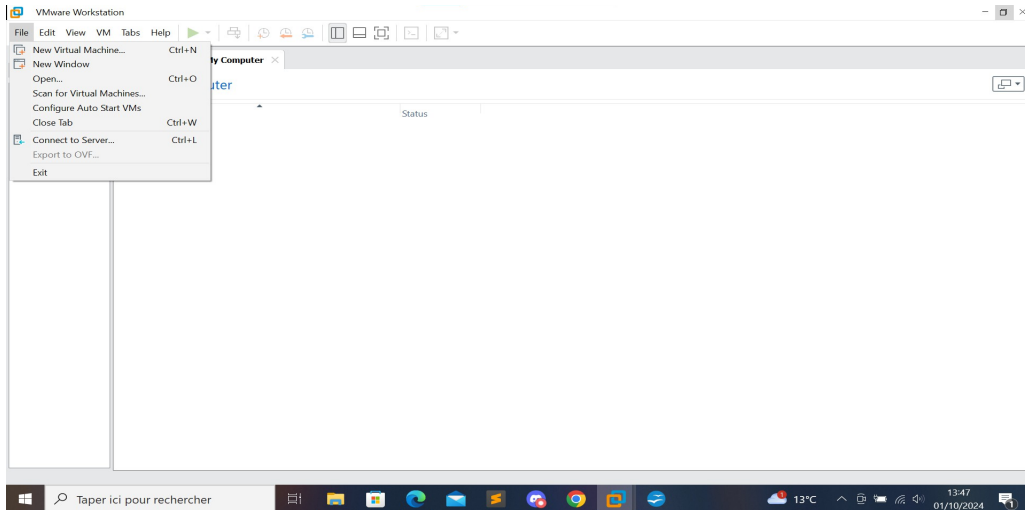 VMware Workstation
File Edit View VM Tabs Help
New Virtual Machine... Ctrl+N
New Window
Open... Ctrl+O
Scan for Virtual Machines...
Configure Auto Start VMs
Close Tab Ctrl+W
Connect to Server... Ctrl+L
Export to OVF...
Exit
My Computer
uter
Status
Taper ici pour rechercher
13°C
13:47
01/10/2024
1